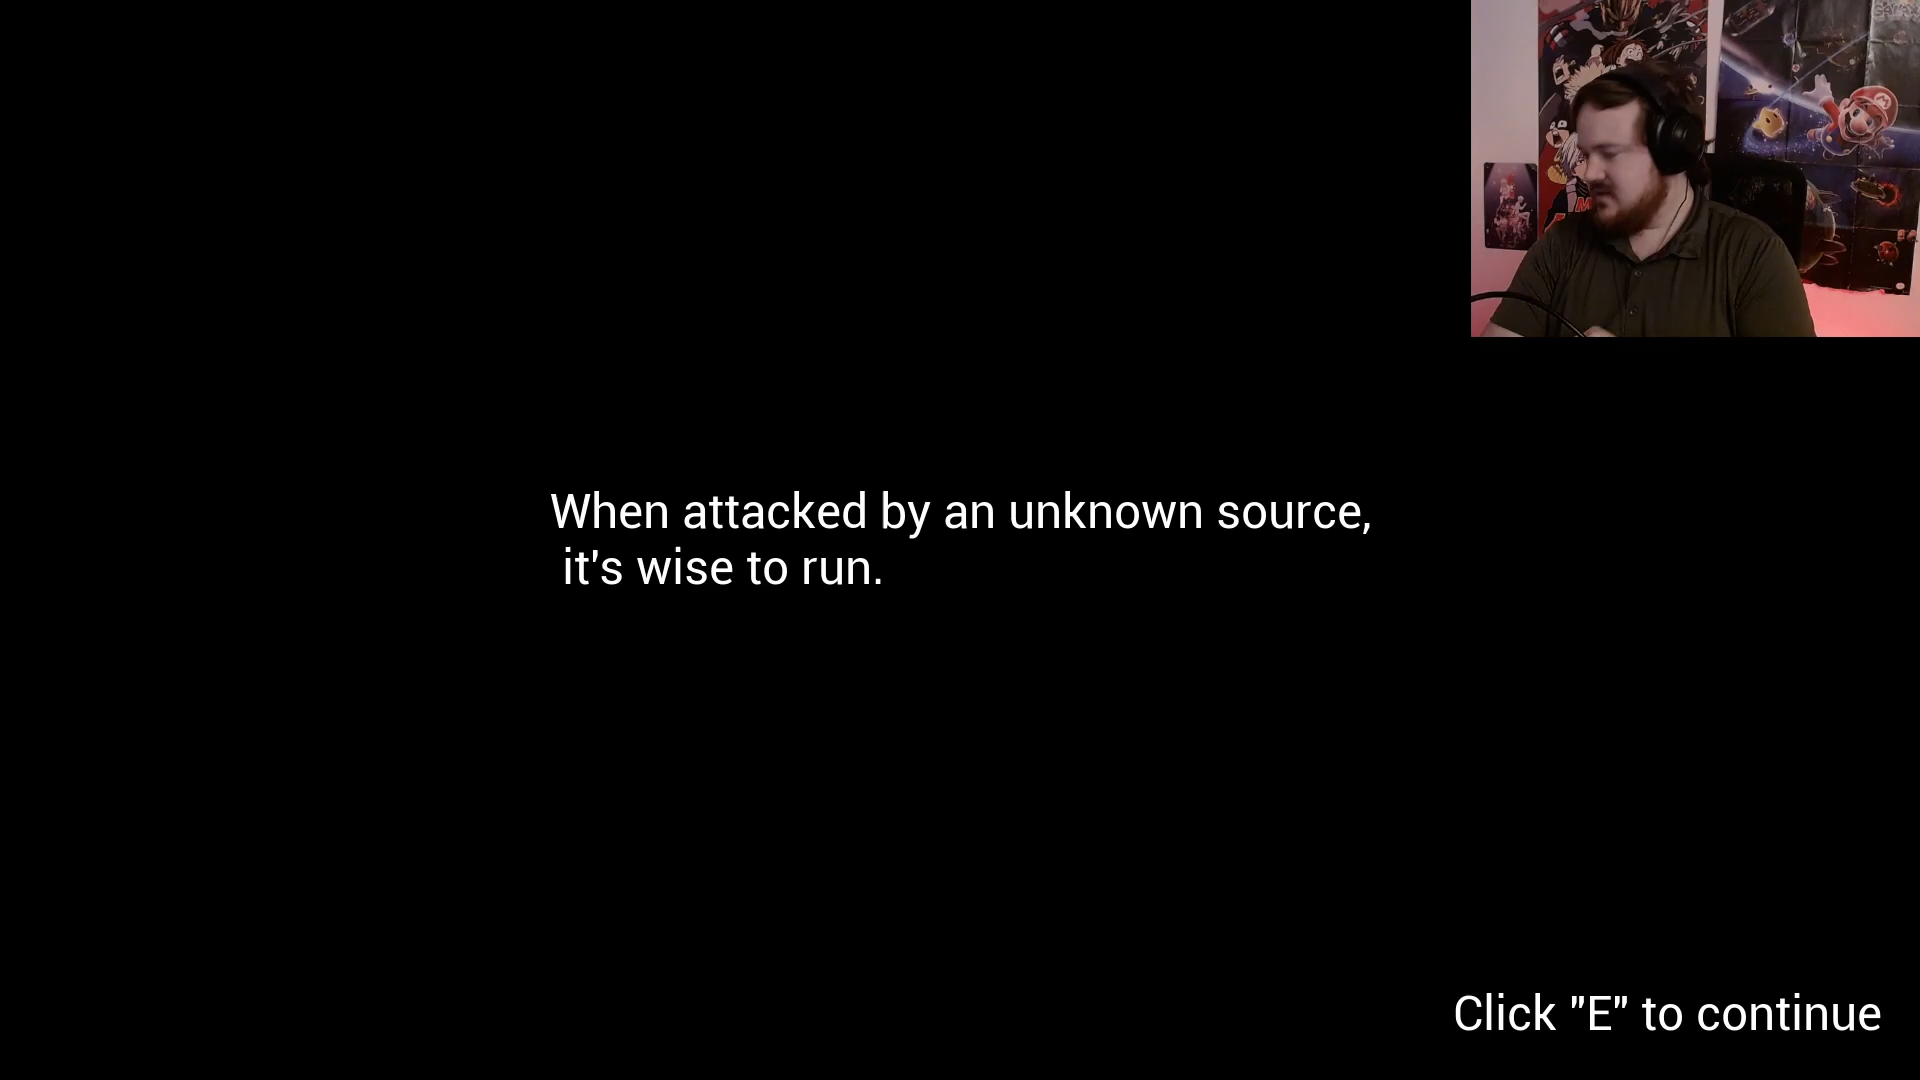 When attacked by an unknown source,
it's wise to run.
Click "E" to continue